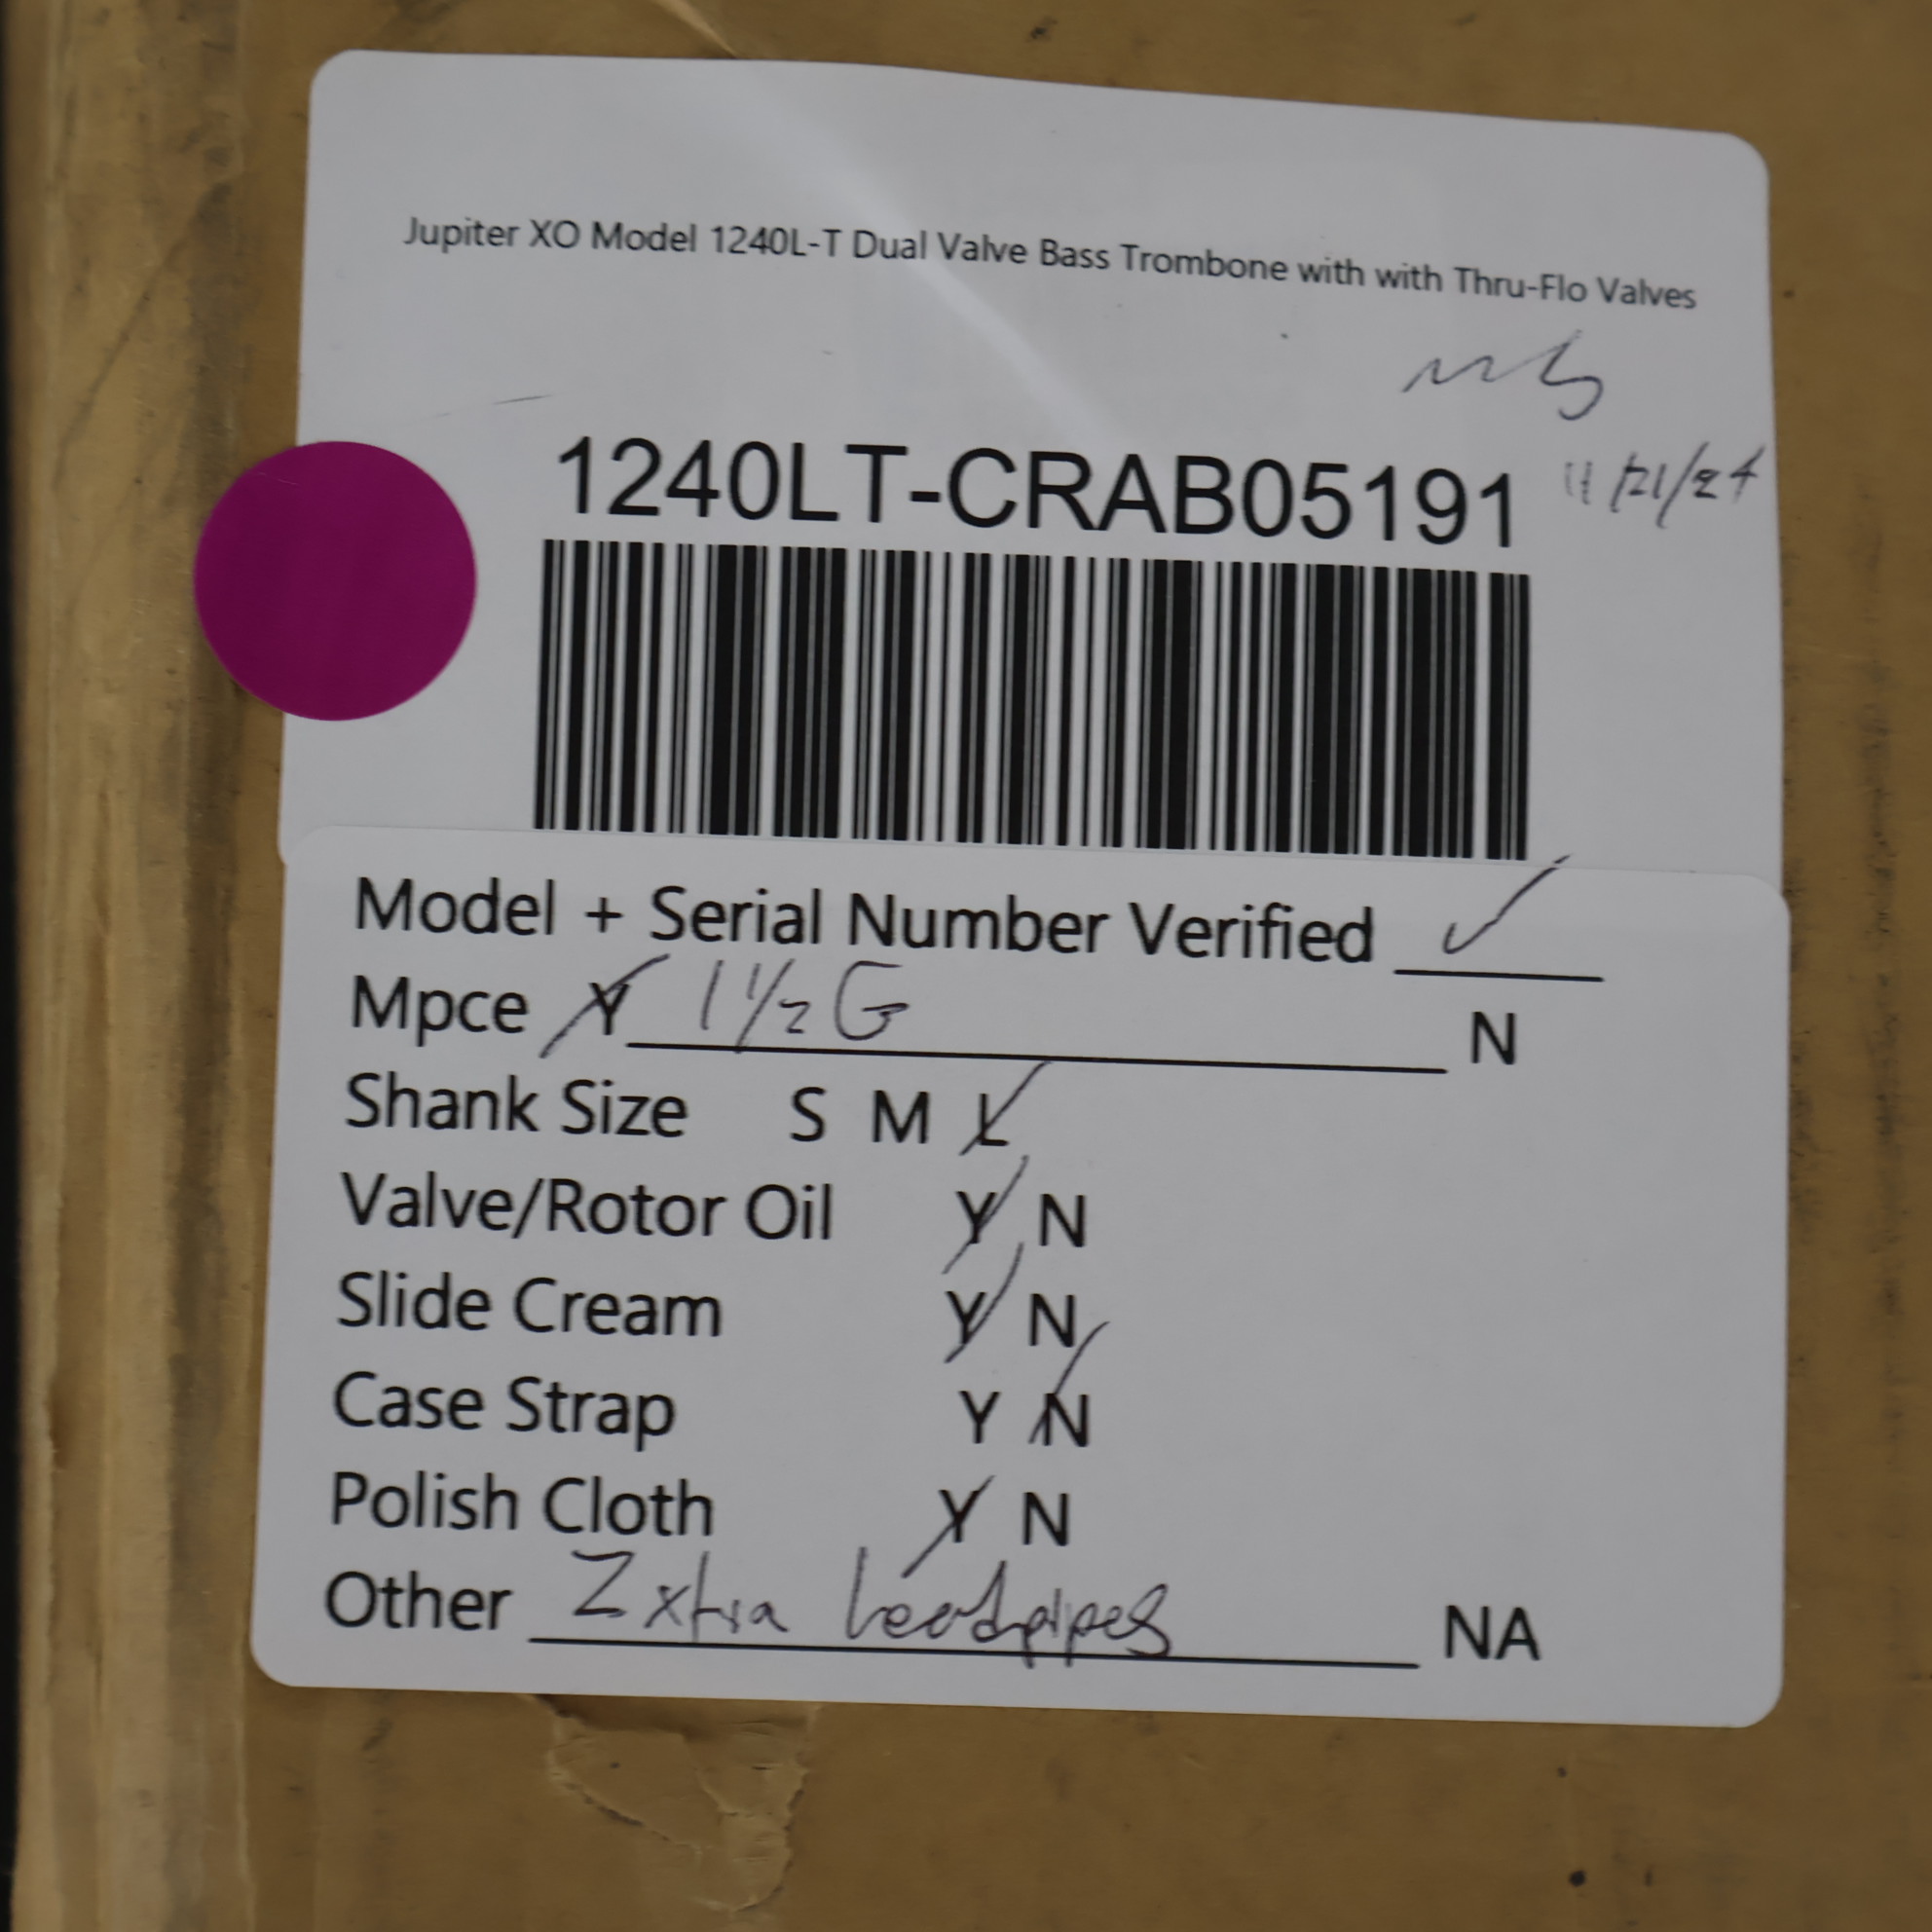 Jupiter XO Model 1240L-T Dual Valve Bass Trombone with with Thru-Flo Valves
1240LT-CRAB05191 11/21/24
Model + Serial Number Verified ✓
Mpce Y 1 1/2 G N
Shank Size S M L
Valve/Rotor Oil Y N
Slide Cream Y N
Case Strap Y N
Polish Cloth Y N
Other 2 xtra leadpipes NA